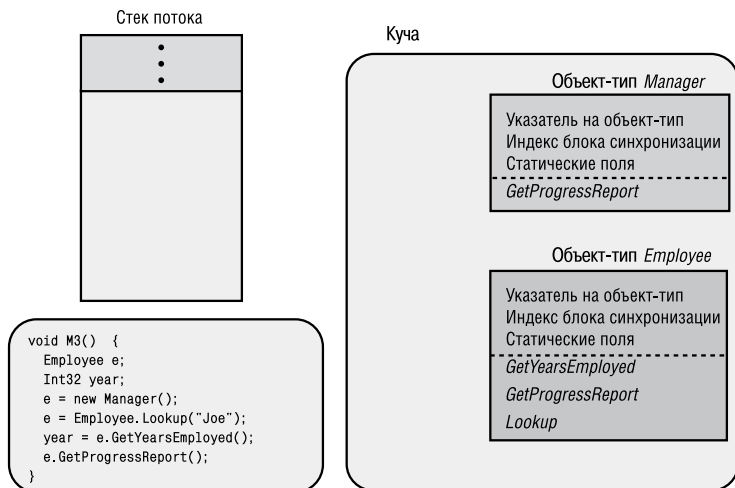 Стек потока
Куча
Объект-тип Manager
Указатель на объект-тип
Индекс блока синхронизации
Статические поля
GetProgressReport
Объект-тип Employee
Указатель на объект-тип
Индекс блока синхронизации
Статические поля
GetYearsEmployed
GetProgressReport
Lookup
void M3() {
Employee e;
Int32 year;
e = new Manager();
e = Employee.Lookup("Joe");
year = e.GetYearsEmployed();
e.GetProgressReport();
}